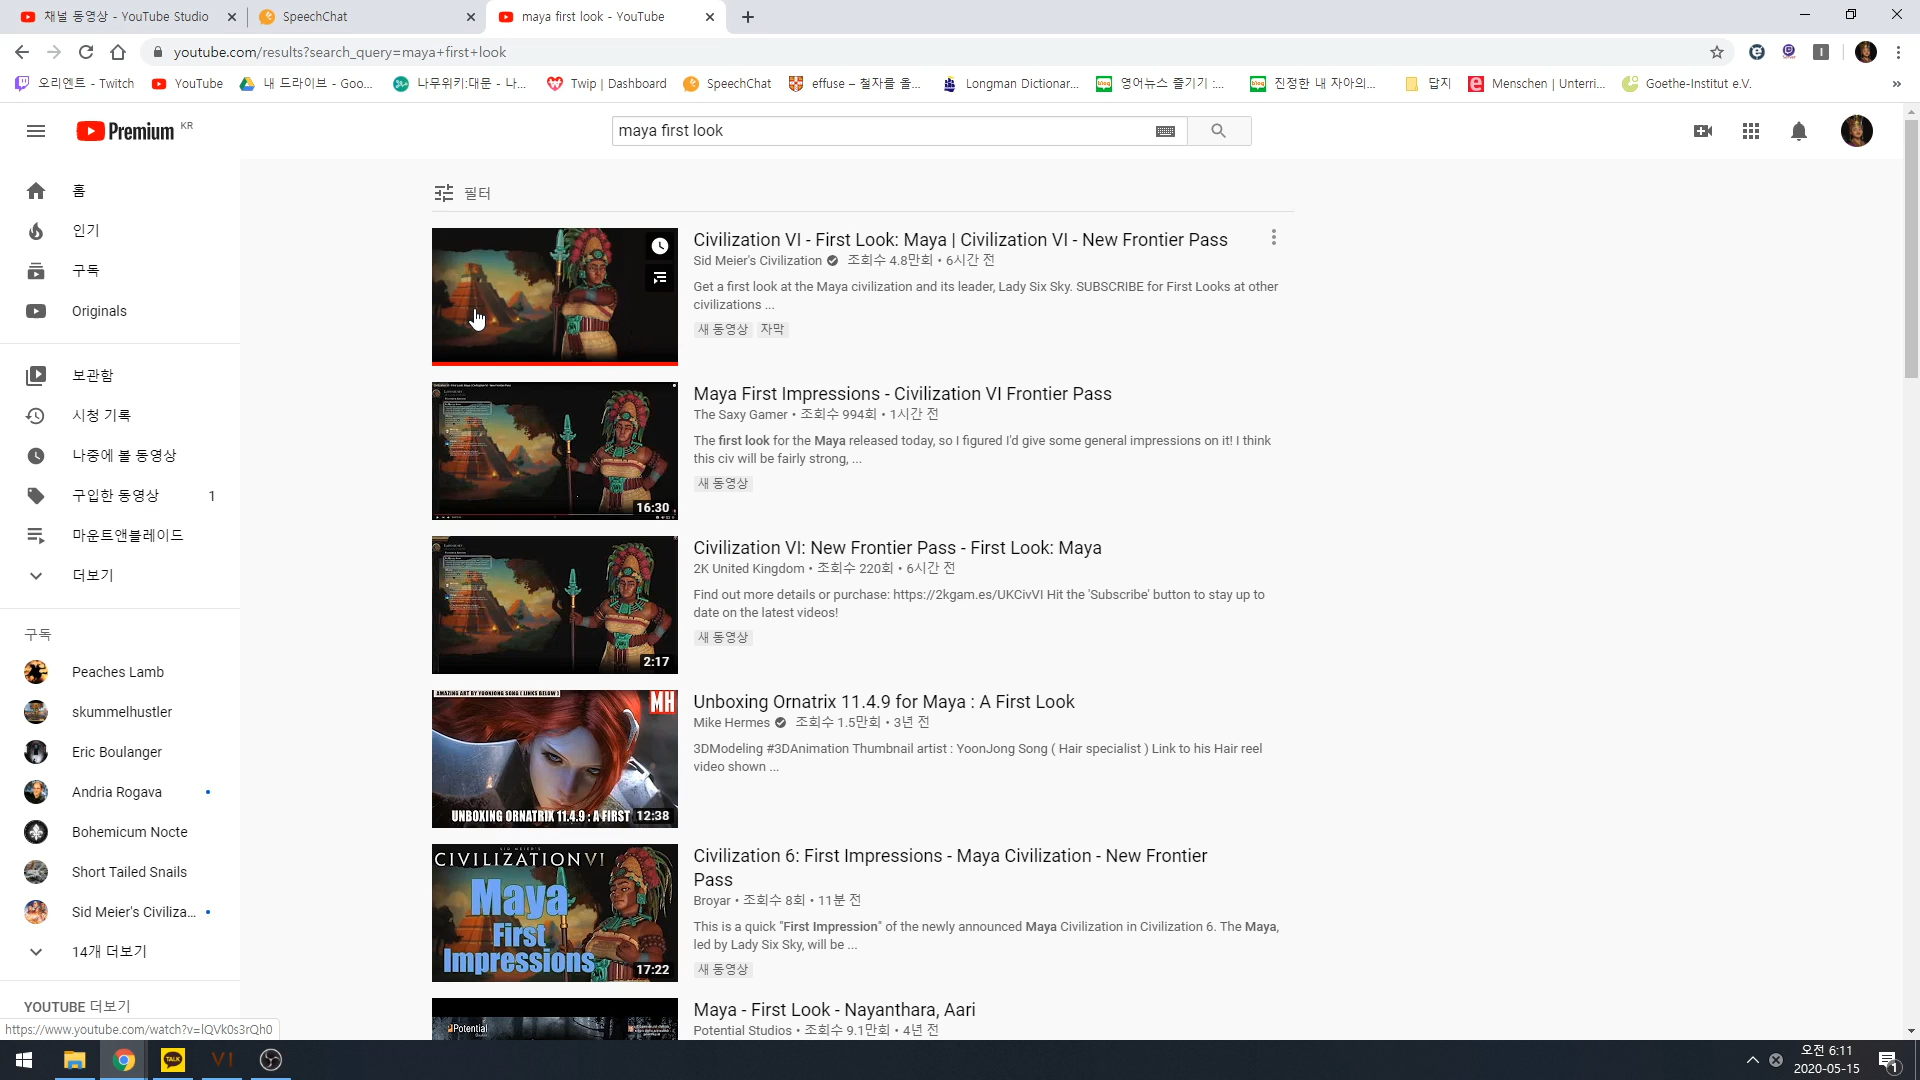 채널 동영상 - YouTube Studio
SpeechChat
maya first look - YouTube
youtube.com/results?search_query=maya+first+look
오리엔트 - Twitch
YouTube
내 드라이브 - Goo...
나무위키:대문 - 나...
Twip | Dashboard
SpeechChat
effuse – 철자를 올...
Longman Dictionar...
영어뉴스 즐기기 :...
진정한 내 자아의...
답지
Menschen | Unterri...
Goethe-Institut e.V.
»
Premium KR
maya first look
홈
인기
구독
Originals
보관함
시청 기록
나중에 볼 동영상
구입한 동영상 1
마운트앤블레이드
더보기
구독
Peaches Lamb
skummelhustler
Eric Boulanger
Andria Rogava
Bohemicum Nocte
Short Tailed Snails
Sid Meier's Civiliza...
14개 더보기
YOUTUBE 더보기
https://www.youtube.com/watch?v=lQVk0s3rQh0
필터
Civilization VI - First Look: Maya | Civilization VI - New Frontier Pass
Sid Meier's Civilization 조회수 4.8만회 • 6시간 전
Get a first look at the Maya civilization and its leader, Lady Six Sky. SUBSCRIBE for First Looks at other
civilizations ...
새 동영상 자막
16:30
Maya First Impressions - Civilization VI Frontier Pass
The Saxy Gamer • 조회수 994회 • 1시간 전
The first look for the Maya released today, so I figured I'd give some general impressions on it! I think
this civ will be fairly strong, ...
새 동영상
2:17
Civilization VI: New Frontier Pass - First Look: Maya
2K United Kingdom • 조회수 220회 • 6시간 전
Find out more details or purchase: https://2kgam.es/UKCivVI Hit the 'Subscribe' button to stay up to
date on the latest videos!
새 동영상
AMAZING ART BY YOONJONG SONG ( LINKS BELOW )
MH
UNBOXING ORNATRIX 11.4.9 : A FIRST
12:38
Unboxing Ornatrix 11.4.9 for Maya : A First Look
Mike Hermes 조회수 1.5만회 • 3년 전
3DModeling #3DAnimation Thumbnail artist : YoonJong Song ( Hair specialist ) Link to his Hair reel
video shown ...
SID MEIER'S
CIVILIZATION VI
Maya
First
Impressions
17:22
Civilization 6: First Impressions - Maya Civilization - New Frontier
Pass
Broyar • 조회수 8회 • 11분 전
This is a quick "First Impression" of the newly announced Maya Civilization in Civilization 6. The Maya,
led by Lady Six Sky, will be ...
새 동영상
Potential
Maya - First Look - Nayanthara, Aari
Potential Studios • 조회수 9.1만회 • 4년 전
TALK
VI
오전 6:11
2020-05-15
1